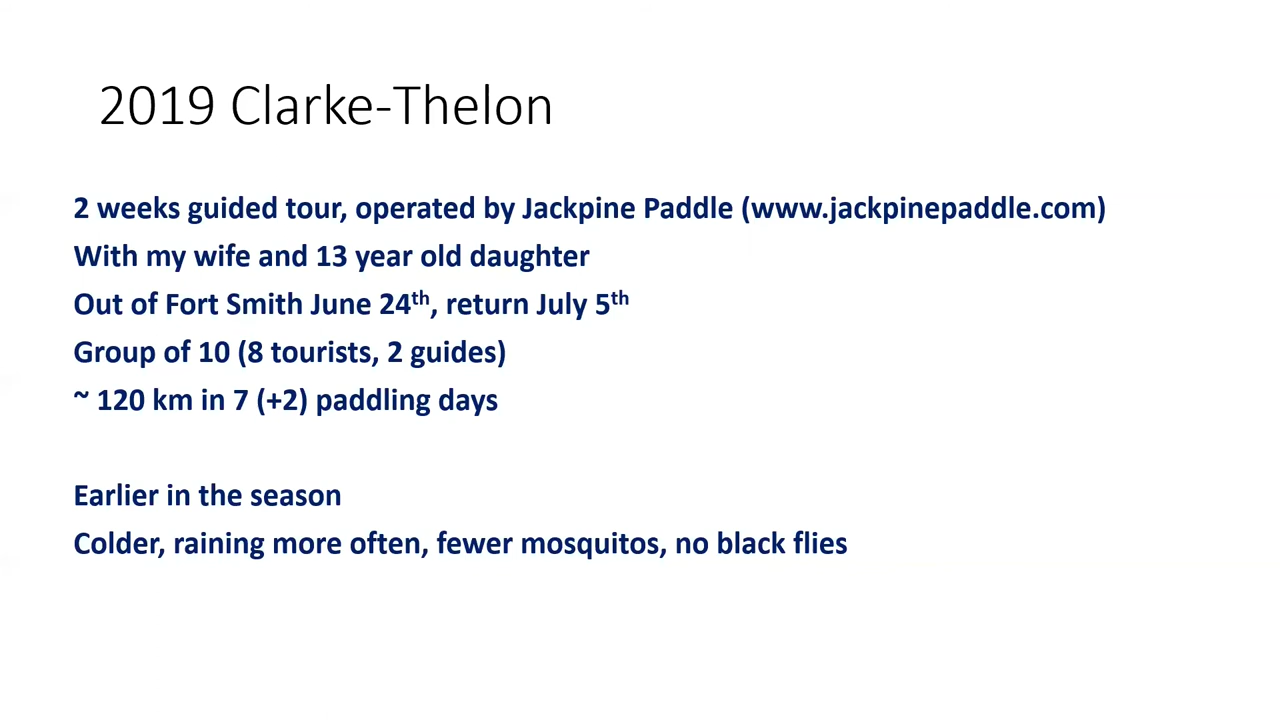 2019 Clarke-Thelon
2 weeks guided tour, operated by Jackpine Paddle (www.jackpinepaddle.com)
With my wife and 13 year old daughter
Out of Fort Smith June 24th, return July 5th
Group of 10 (8 tourists, 2 guides)
~ 120 km in 7 (+2) paddling days
Earlier in the season
Colder, raining more often, fewer mosquitos, no black flies